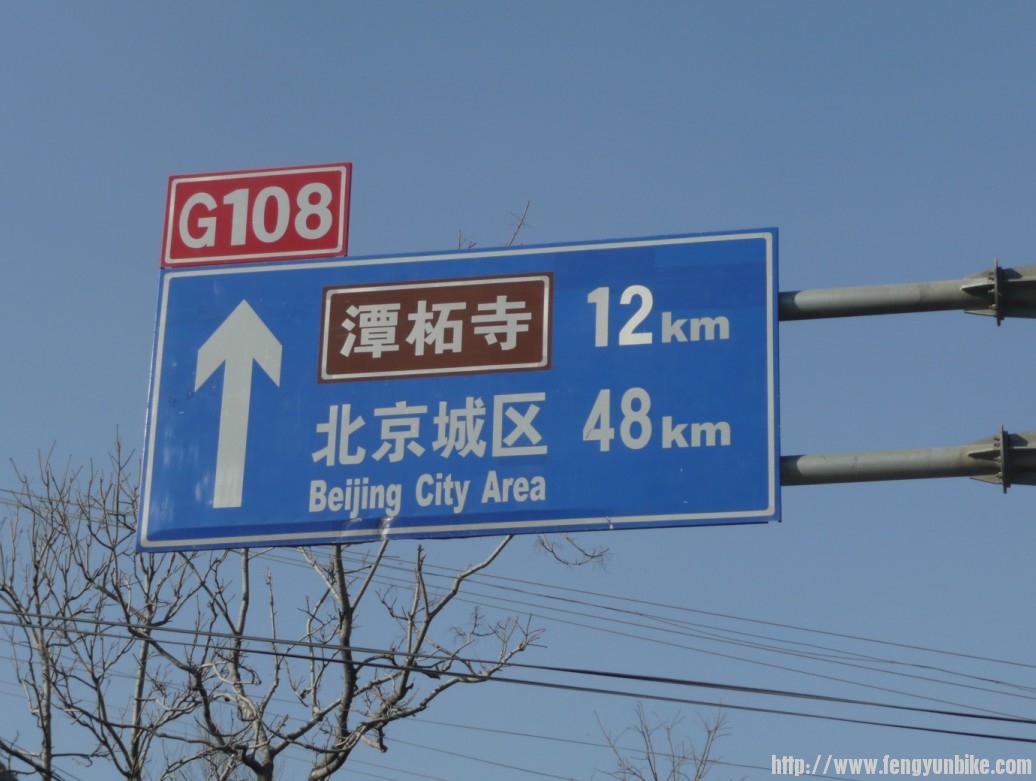 G108
潭柘寺 12km
北京城区 48km
Beijing City Area
http://www.fengyunbike.com